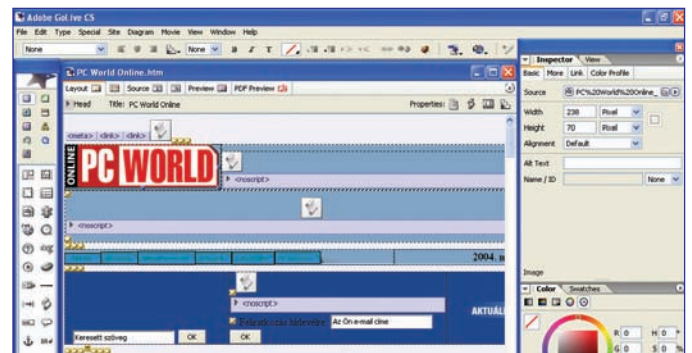 Adobe GoLive CS
File Edit Type Special Site Diagram Movie View Window Help
None
None
B I T
PC World Online.htm
Layout Source Preview PDF Preview
Head Title: PC World Online
Properties:
<meta> <link> <link>
ONLINE
PC WORLD
<noscript>
<noscript>
2004.
<noscript>
AKTUÁL
Feliratkozás hírlevélre
Az Ön e-mail címe
Keresett szöveg
OK
OK
Inspector View
Basic More Link Color Profile
Source PC%20World%20Online_
Width 238 Pixel
Height 70 Pixel
Alignment Default
Alt Text
Name / ID None
Image
Color Swatches
R 0 H 0 °
G 0 S 0 %